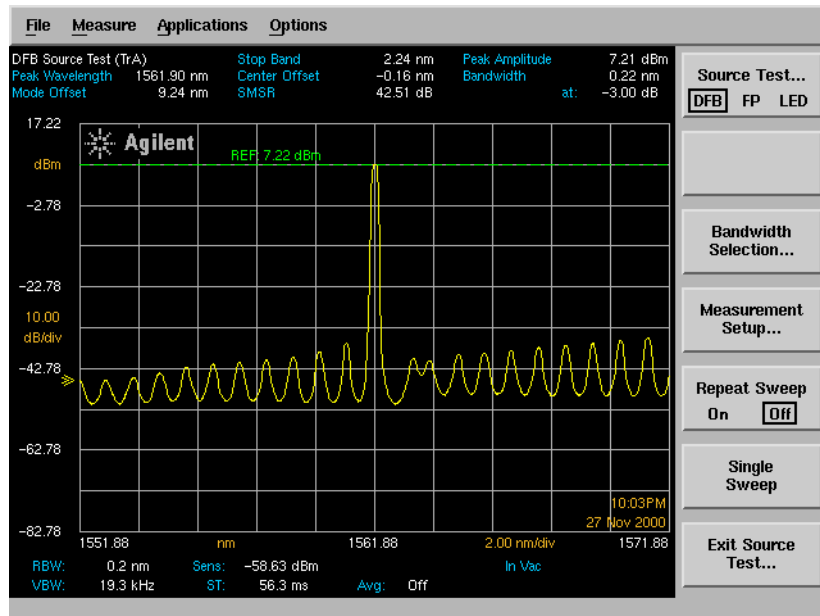 File Measure Applications Options
DFB Source Test (TrA) Stop Band 2.24 nm Peak Amplitude 7.21 dBm
Peak Wavelength 1561.90 nm Center Offset −0.16 nm Bandwidth 0.22 nm
Mode Offset 9.24 nm SMSR 42.51 dB at: −3.00 dB
17.22
Agilent
REF: 7.22 dBm
dBm
−2.78
−22.78
10.00
dB/div
−42.78
−62.78
10:03PM
27 Nov 2000
−82.78
1551.88 nm 1561.88 2.00 nm/div 1571.88
RBW: 0.2 nm Sens: −58.63 dBm In Vac
VBW: 19.3 kHz ST: 56.3 ms Avg: Off
Source Test...
DFB FP LED
Bandwidth
Selection...
Measurement
Setup...
Repeat Sweep
On Off
Single
Sweep
Exit Source
Test...